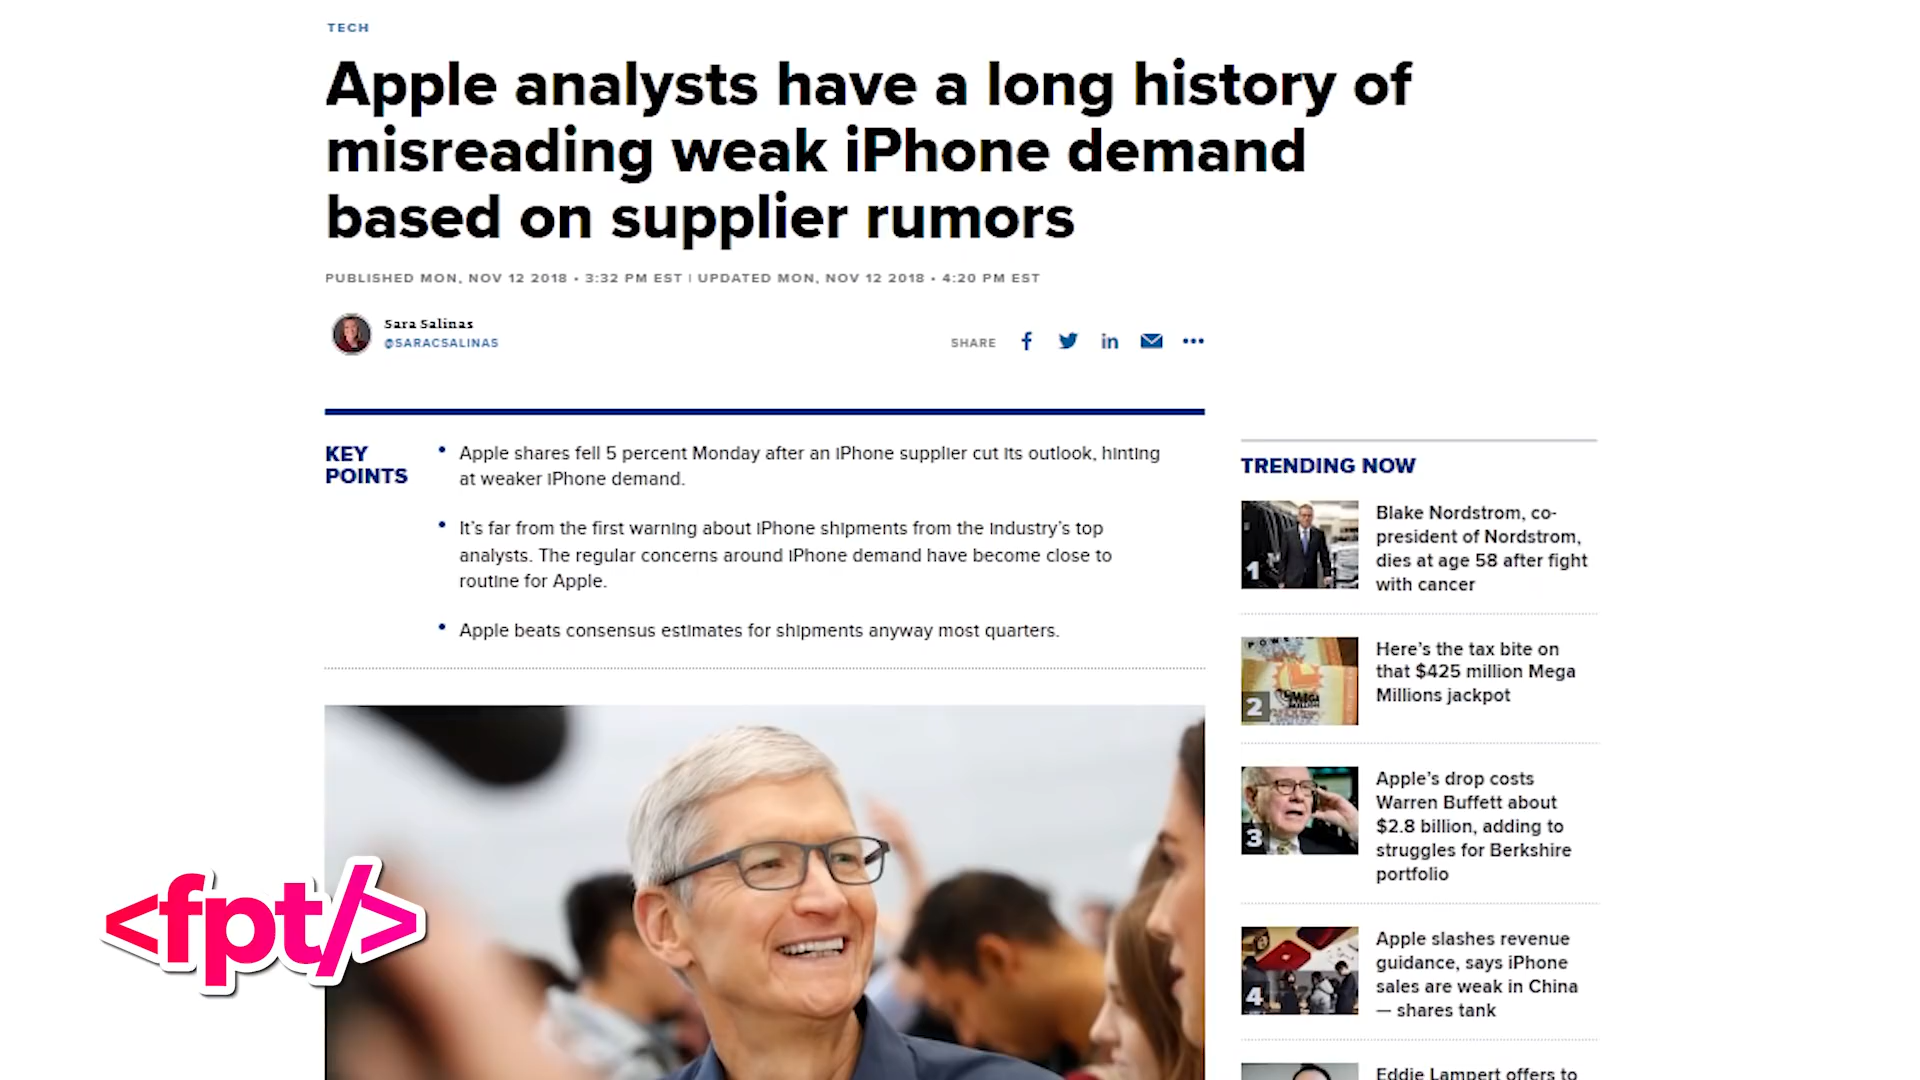 TECH
Apple analysts have a long history of
misreading weak iPhone demand
based on supplier rumors
PUBLISHED MON, NOV 12 2018 • 3:32 PM EST | UPDATED MON, NOV 12 2018 • 4:20 PM EST
Sara Salinas
@SARACSALINAS
SHARE
KEY
POINTS
• Apple shares fell 5 percent Monday after an iPhone supplier cut its outlook, hinting
at weaker iPhone demand.
• It's far from the first warning about iPhone shipments from the industry's top
analysts. The regular concerns around iPhone demand have become close to
routine for Apple.
• Apple beats consensus estimates for shipments anyway most quarters.
TRENDING NOW
1
Blake Nordstrom, co-
president of Nordstrom,
dies at age 58 after fight
with cancer
2
Here's the tax bite on
that $425 million Mega
Millions jackpot
3
Apple's drop costs
Warren Buffett about
$2.8 billion, adding to
struggles for Berkshire
portfolio
4
Apple slashes revenue
guidance, says iPhone
sales are weak in China
— shares tank
Eddie Lampert offers to
<fpt/>